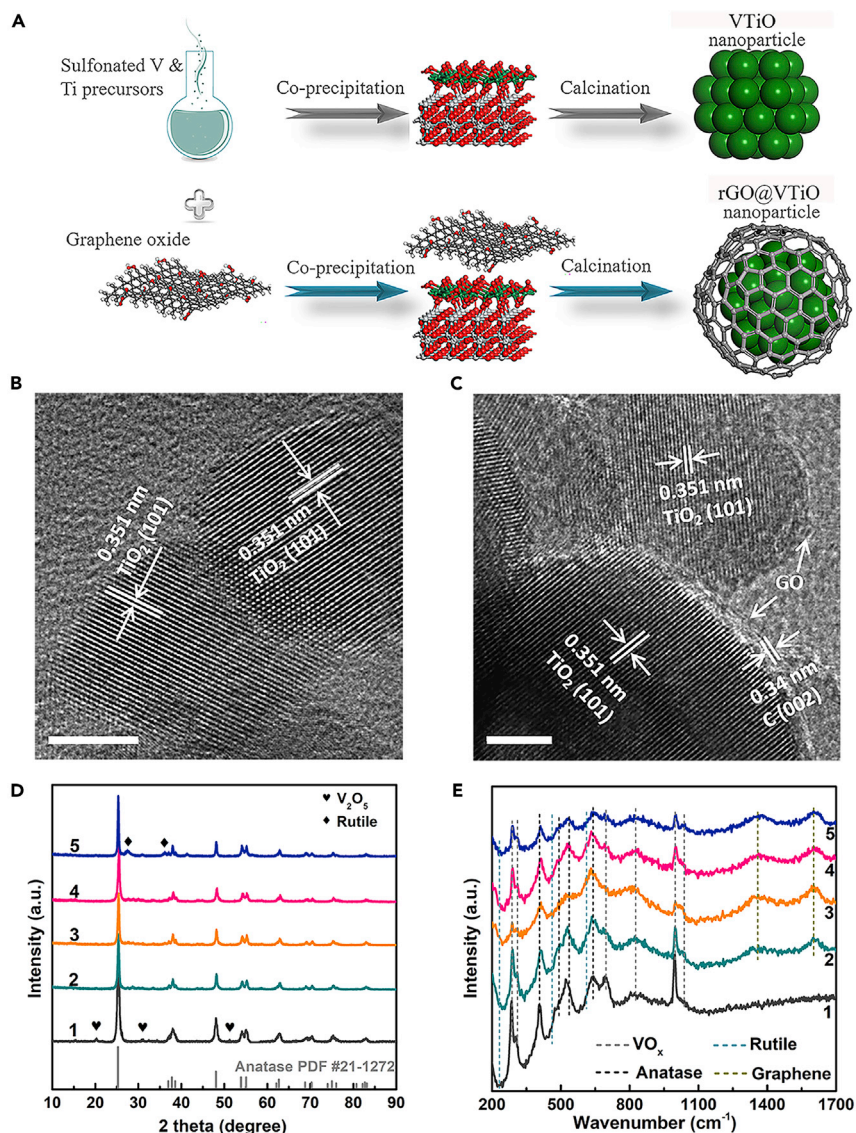 A
Sulfonated V &
Ti precursors
Co-precipitation
Calcination
VTiO
nanoparticle
Graphene oxide
Co-precipitation
Calcination
rGO@VTiO
nanoparticle
B
0.351 nm
TiO₂ (101)
0.351 nm
TiO₂ (101)
C
0.351 nm
TiO₂ (101)
GO
0.351 nm
TiO₂ (101)
0.34 nm
C (002)
D
Intensity (a.u.)
♥ V₂O₅
♦ Rutile
5
4
3
2
1
Anatase PDF #21-1272
10 20 30 40 50 60 70 80 90
2 theta (degree)
E
Intensity (a.u.)
5
4
3
2
1
VOₓ
Rutile
Anatase
Graphene
200 500 800 1100 1400 1700
Wavenumber (cm⁻¹)